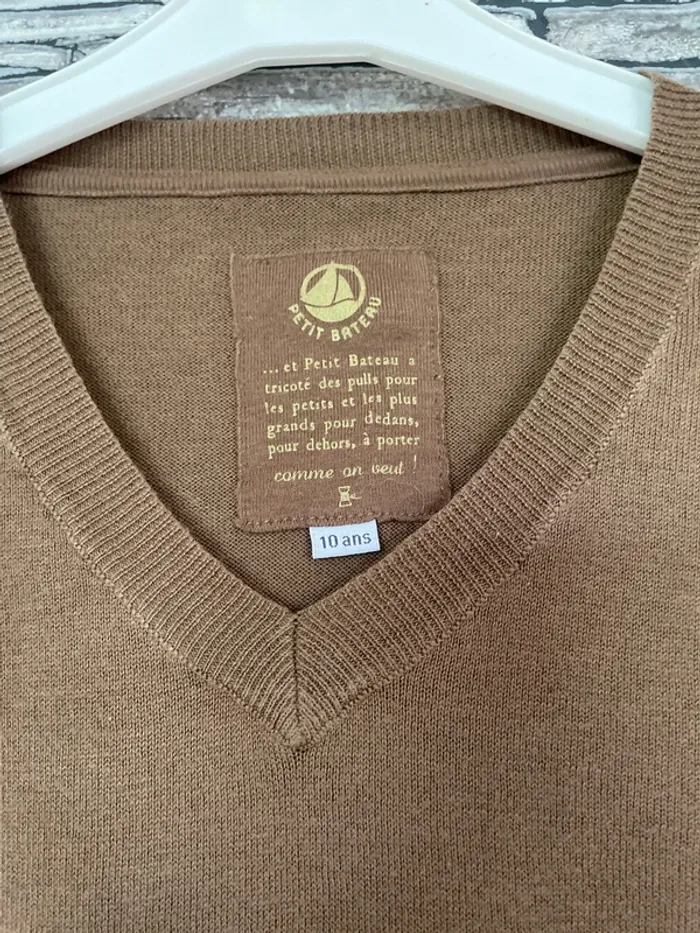 PETIT BATEAU
... et Petit Bateau a
tricoté des pulls pour
les petits et les plus
grands pour dedans,
pour dehors, à porter
comme on veut !
10 ans